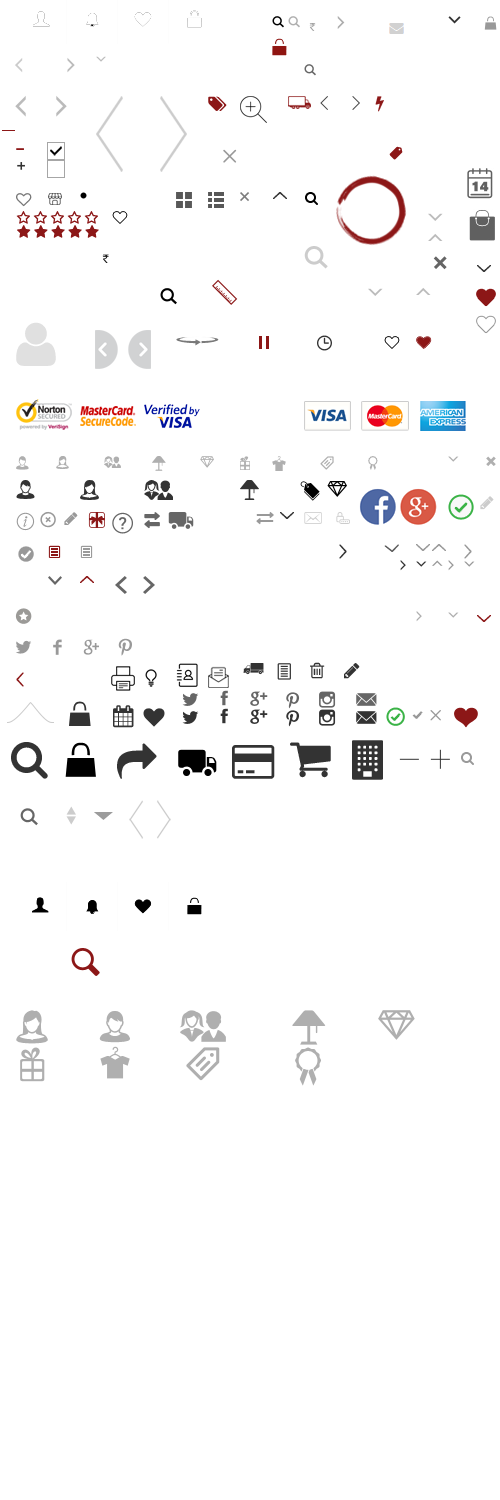 14
Norton
SECURED
powered by VeriSign
MasterCard.
SecureCode.
Verified by
VISA
VISA
MasterCard
AMERICAN
EXPRESS